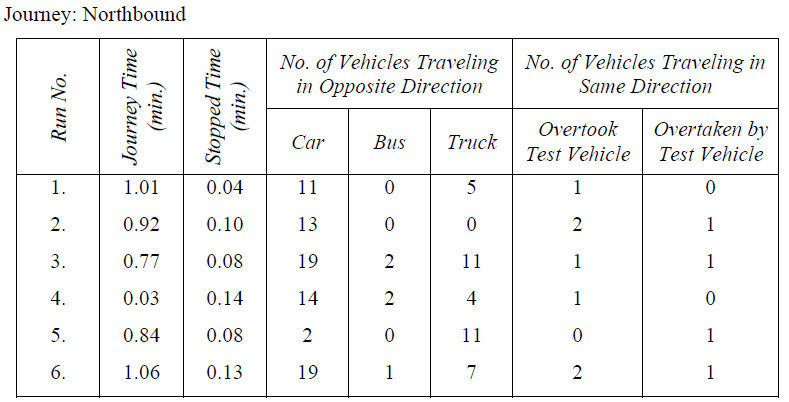 Journey: Northbound
Run No.
Journey Time
(min.)
Stopped Time
(min.)
No. of Vehicles Traveling
in Opposite Direction
No. of Vehicles Traveling in
Same Direction
Car Bus Truck
Overtook
Test Vehicle
Overtaken by
Test Vehicle
1. 1.01 0.04 11 0 5 1 0
2. 0.92 0.10 13 0 0 2 1
3. 0.77 0.08 19 2 11 1 1
4. 0.03 0.14 14 2 4 1 0
5. 0.84 0.08 2 0 11 0 1
6. 1.06 0.13 19 1 7 2 1